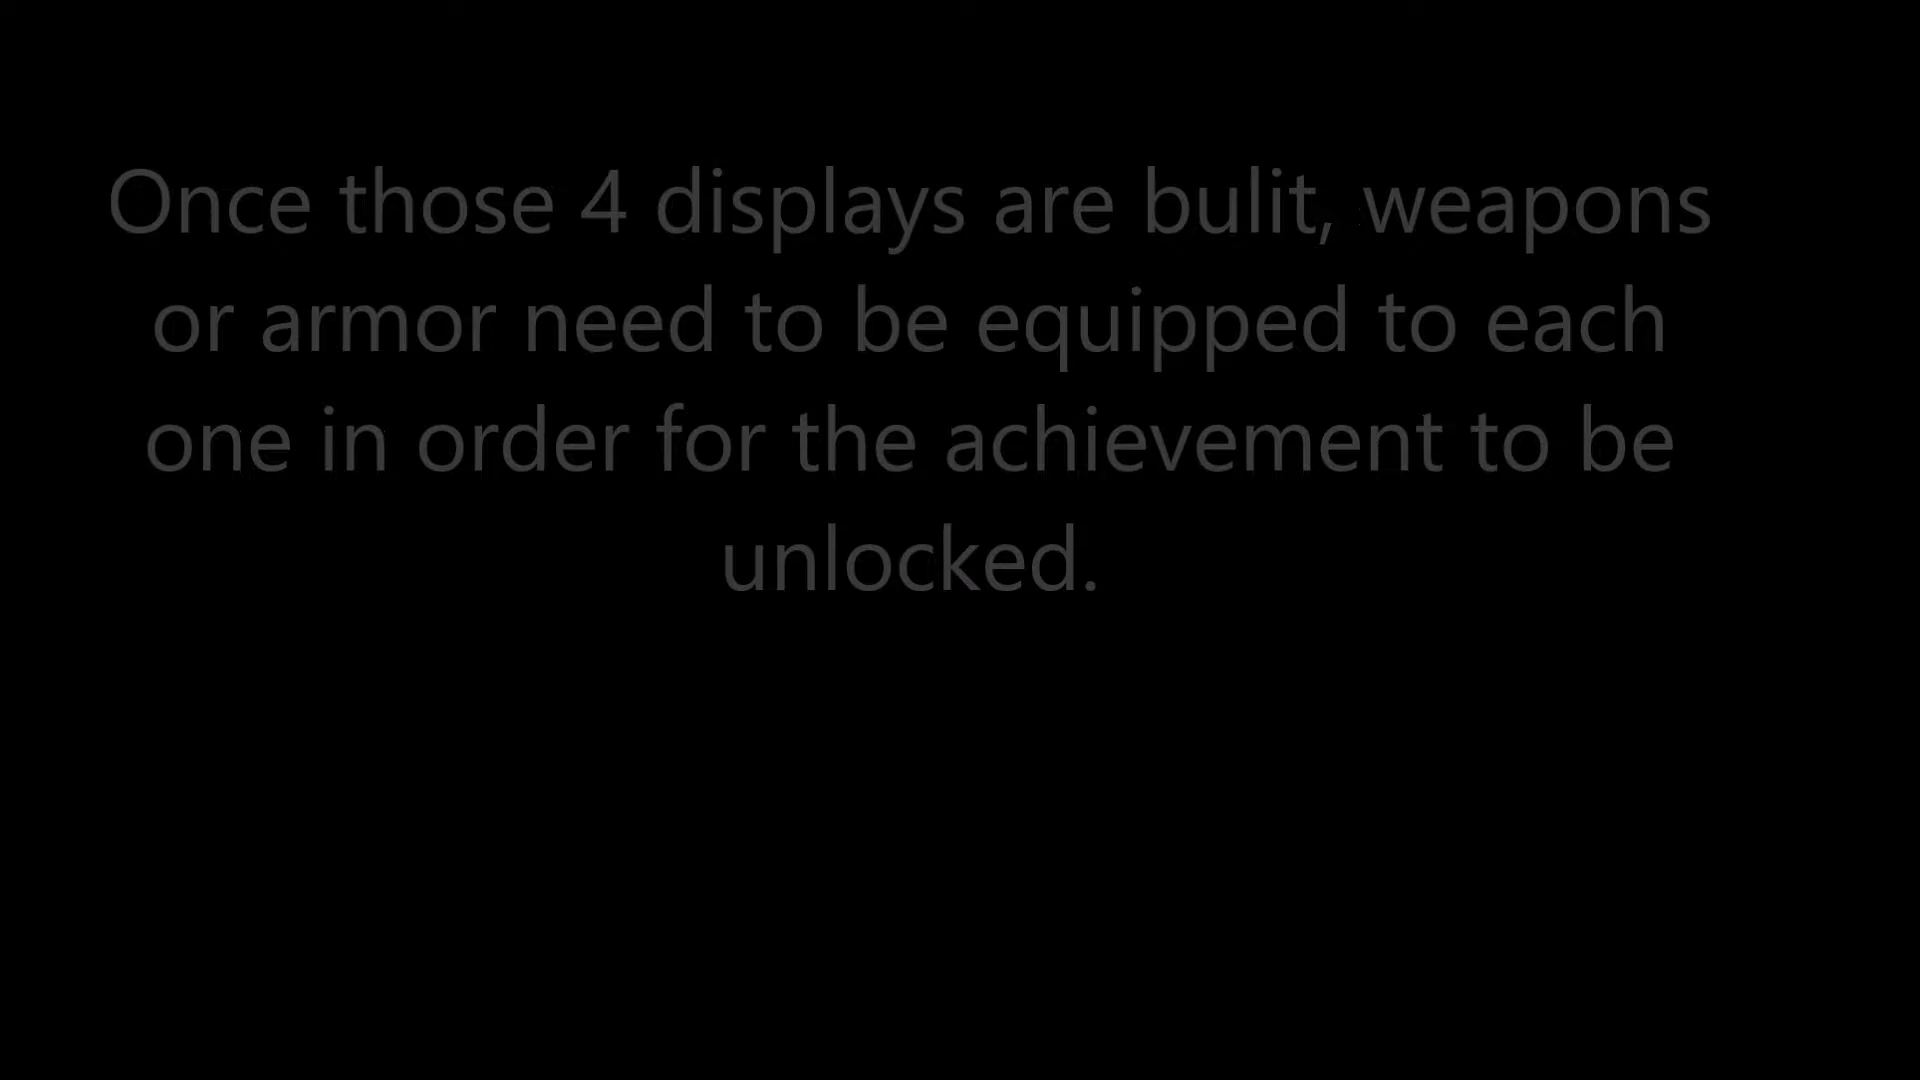 Once those 4 displays are bulit, weapons
or armor need to be equipped to each
one in order for the achievement to be
unlocked.